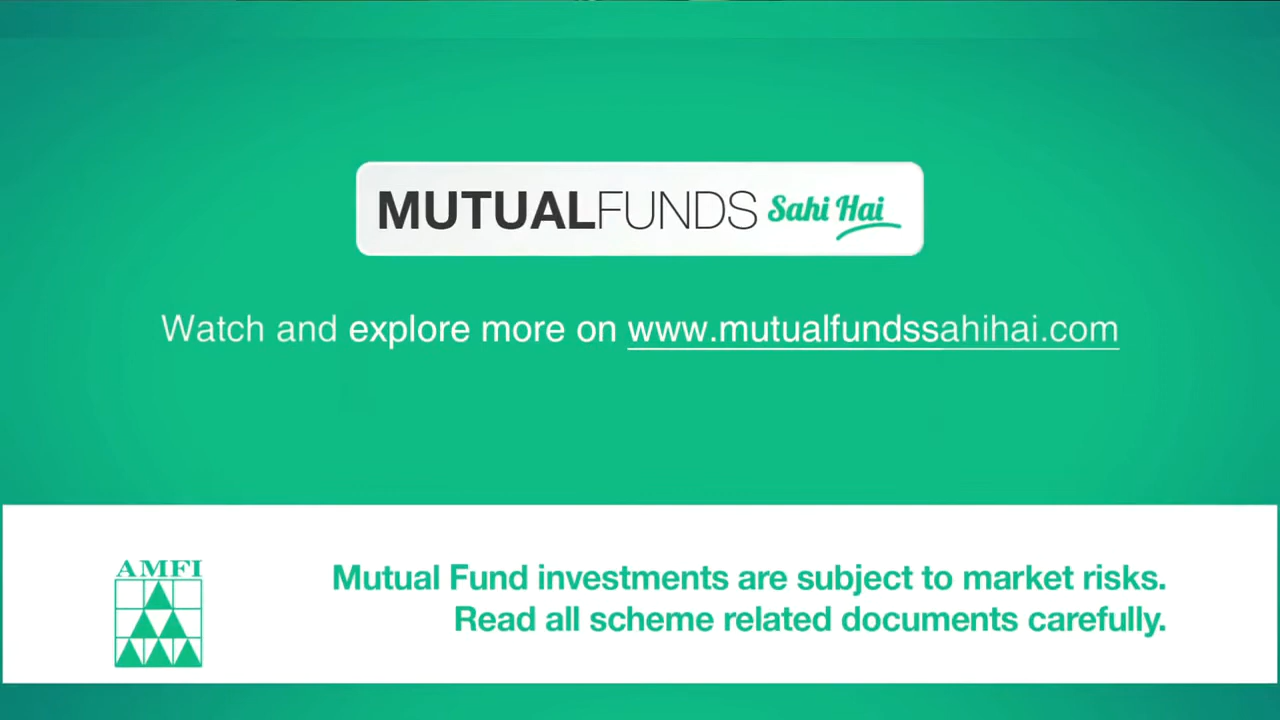 MUTUALFUNDS Sahi Hai
Watch and explore more on www.mutualfundssahihai.com
AMFI
Mutual Fund investments are subject to market risks.
Read all scheme related documents carefully.